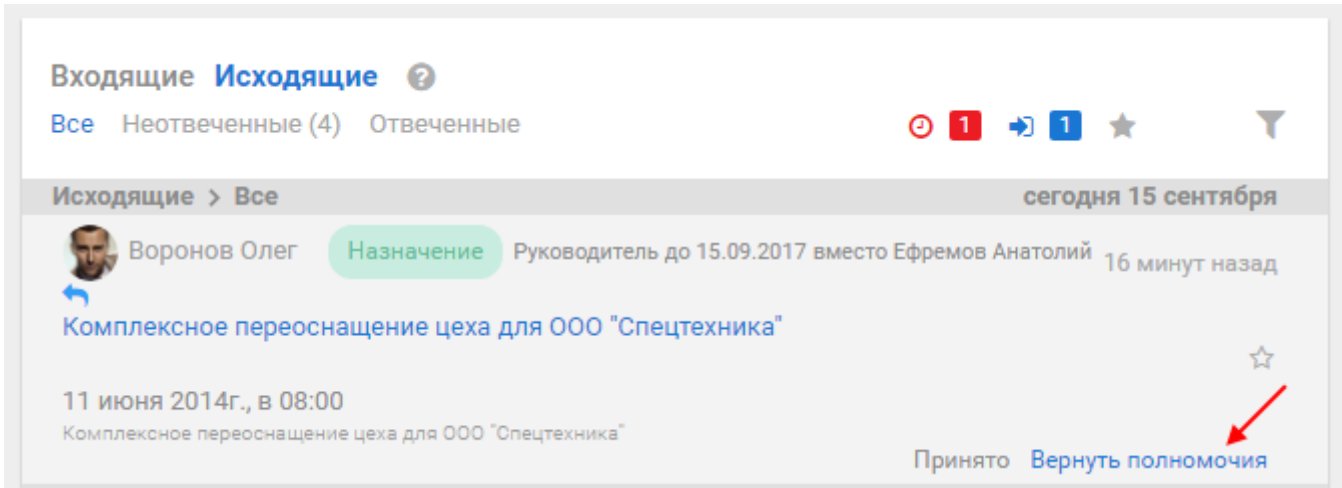 Входящие Исходящие ?
Все Неотвеченные (4) Отвеченные 1 1
Исходящие > Все сегодня 15 сентября
Воронов Олег Назначение Руководитель до 15.09.2017 вместо Ефремов Анатолий 16 минут назад
Комплексное переоснащение цеха для ООО "Спецтехника"
11 июня 2014г., в 08:00
Комплексное переоснащение цеха для ООО "Спецтехника"
Принято Вернуть полномочия